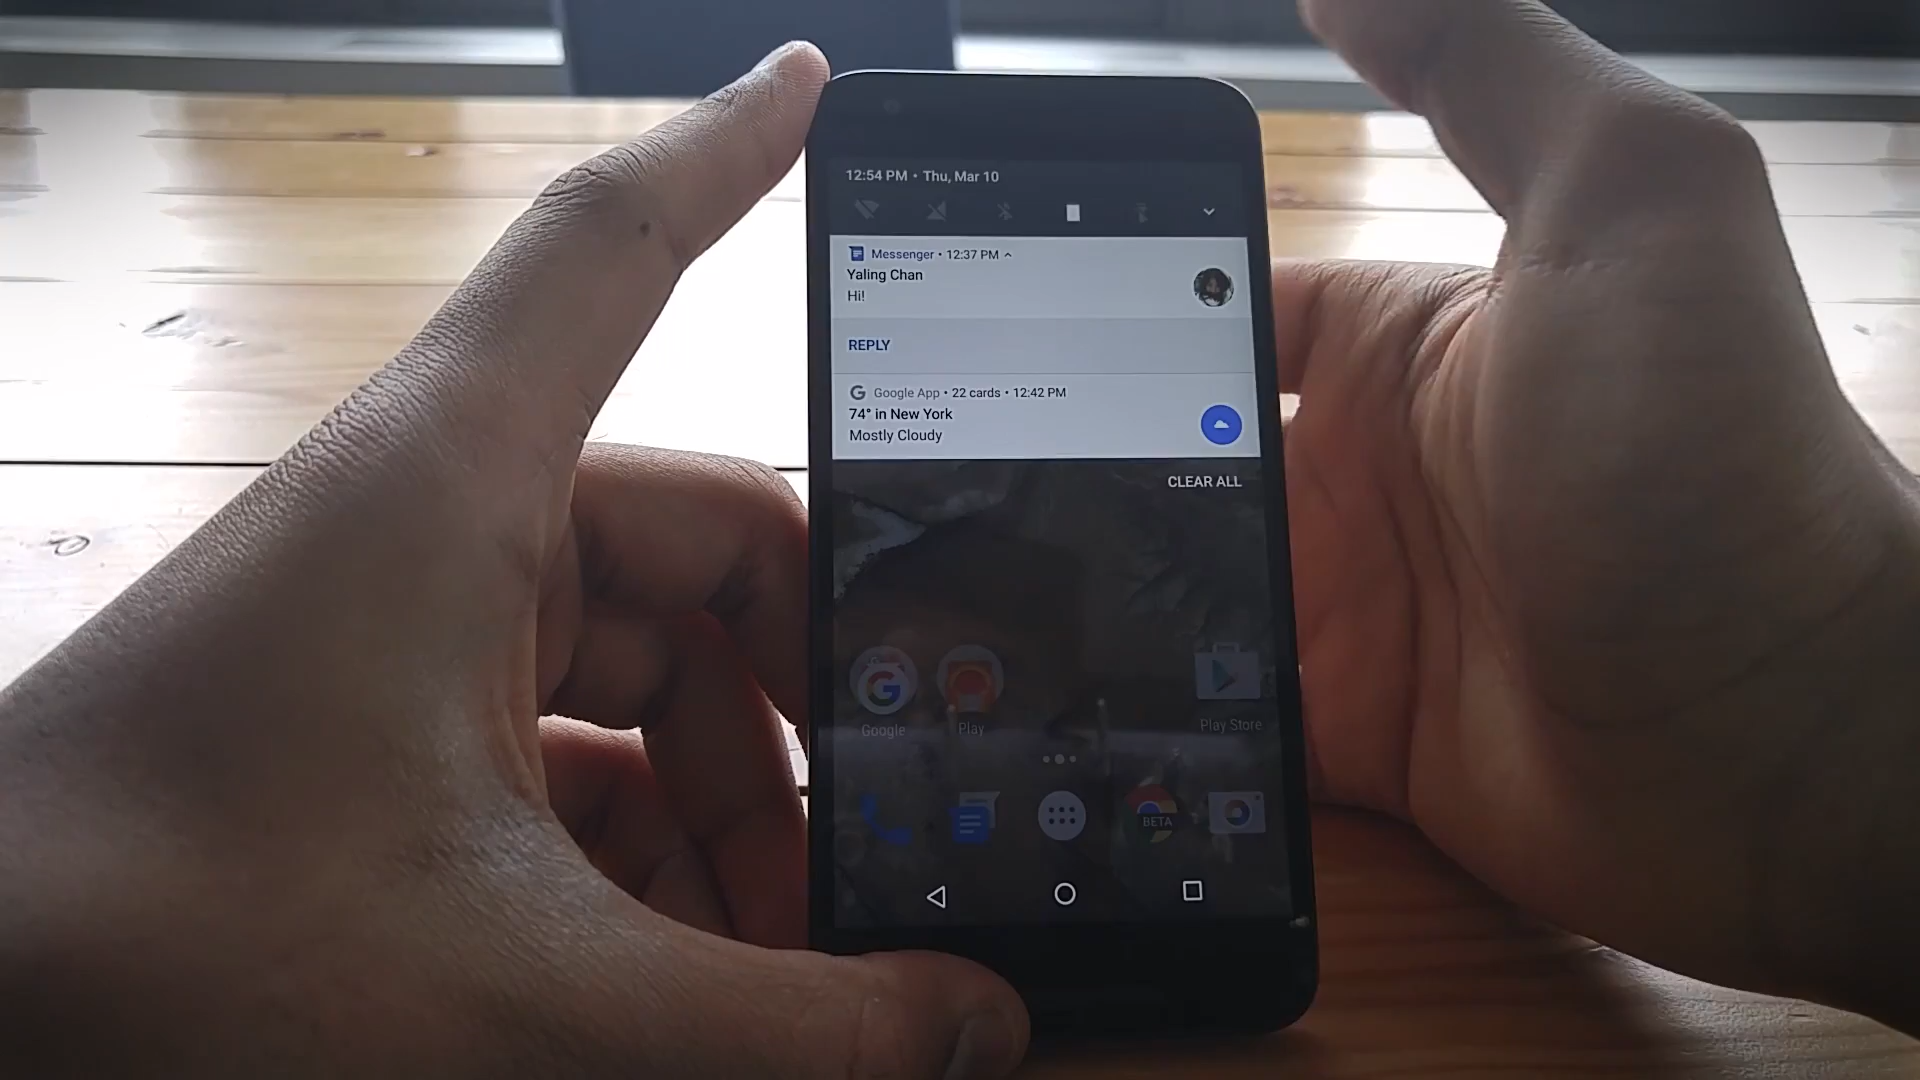 12:54 PM • Thu, Mar 10
Messenger • 12:37 PM
Yaling Chan
Hi!
REPLY
G Google App • 22 cards • 12:42 PM
74° in New York
Mostly Cloudy
CLEAR ALL
G
Google
Play
Play Store
BETA